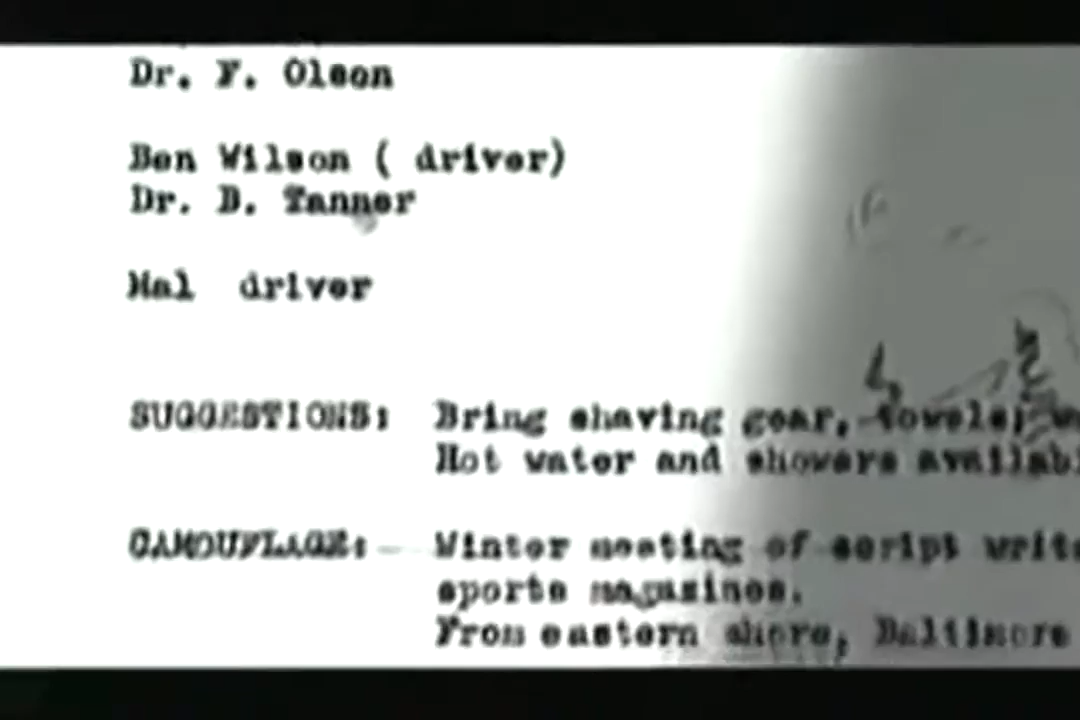 Dr. F. Olson
Ben Wilson ( driver)
Dr. B. Tanner
Mal driver
SUGGESTIONS: Bring shaving gear, towels,
Hot water and showers
CAMOUFLAGE: Winter meeting of script
sports magazines.
From eastern shore, Baltimore